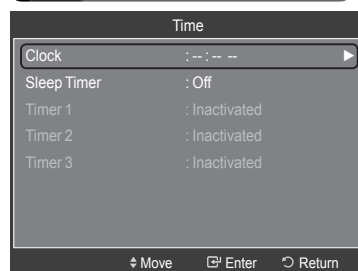 Time
Clock : -- : -- --
Sleep Timer : Off
Timer 1 : Inactivated
Timer 2 : Inactivated
Timer 3 : Inactivated
Move Enter Return